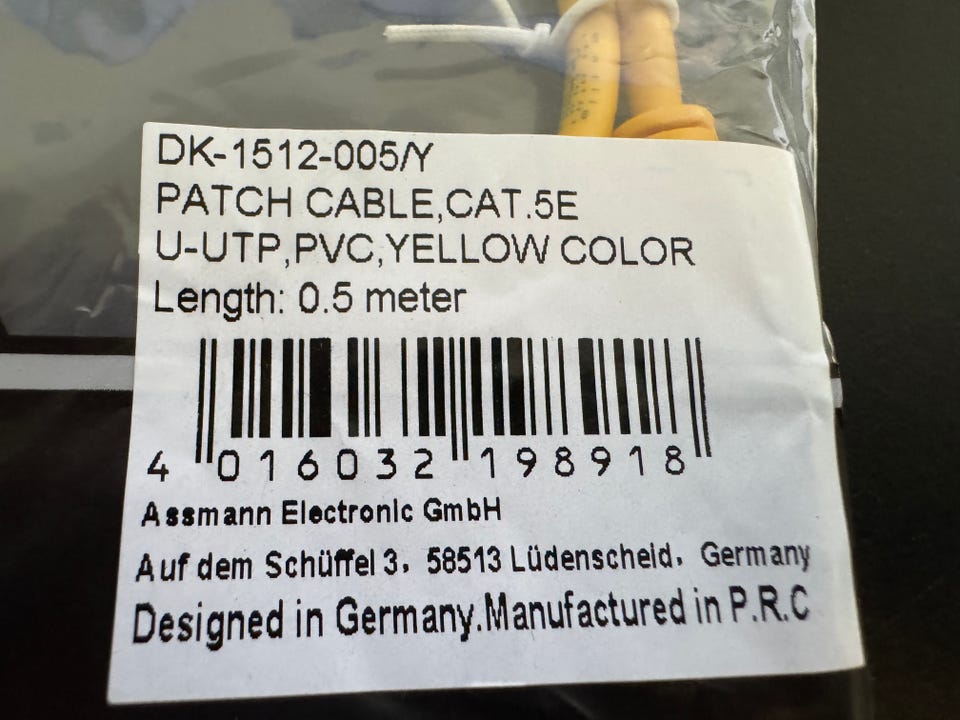 DK-1512-005/Y
PATCH CABLE,CAT.5E
U-UTP,PVC,YELLOW COLOR
Length: 0.5 meter
4 016032 198918
Assmann Electronic GmbH
Auf dem Schüffel 3, 58513 Lüdenscheid, Germany
Designed in Germany.Manufactured in P.R.C